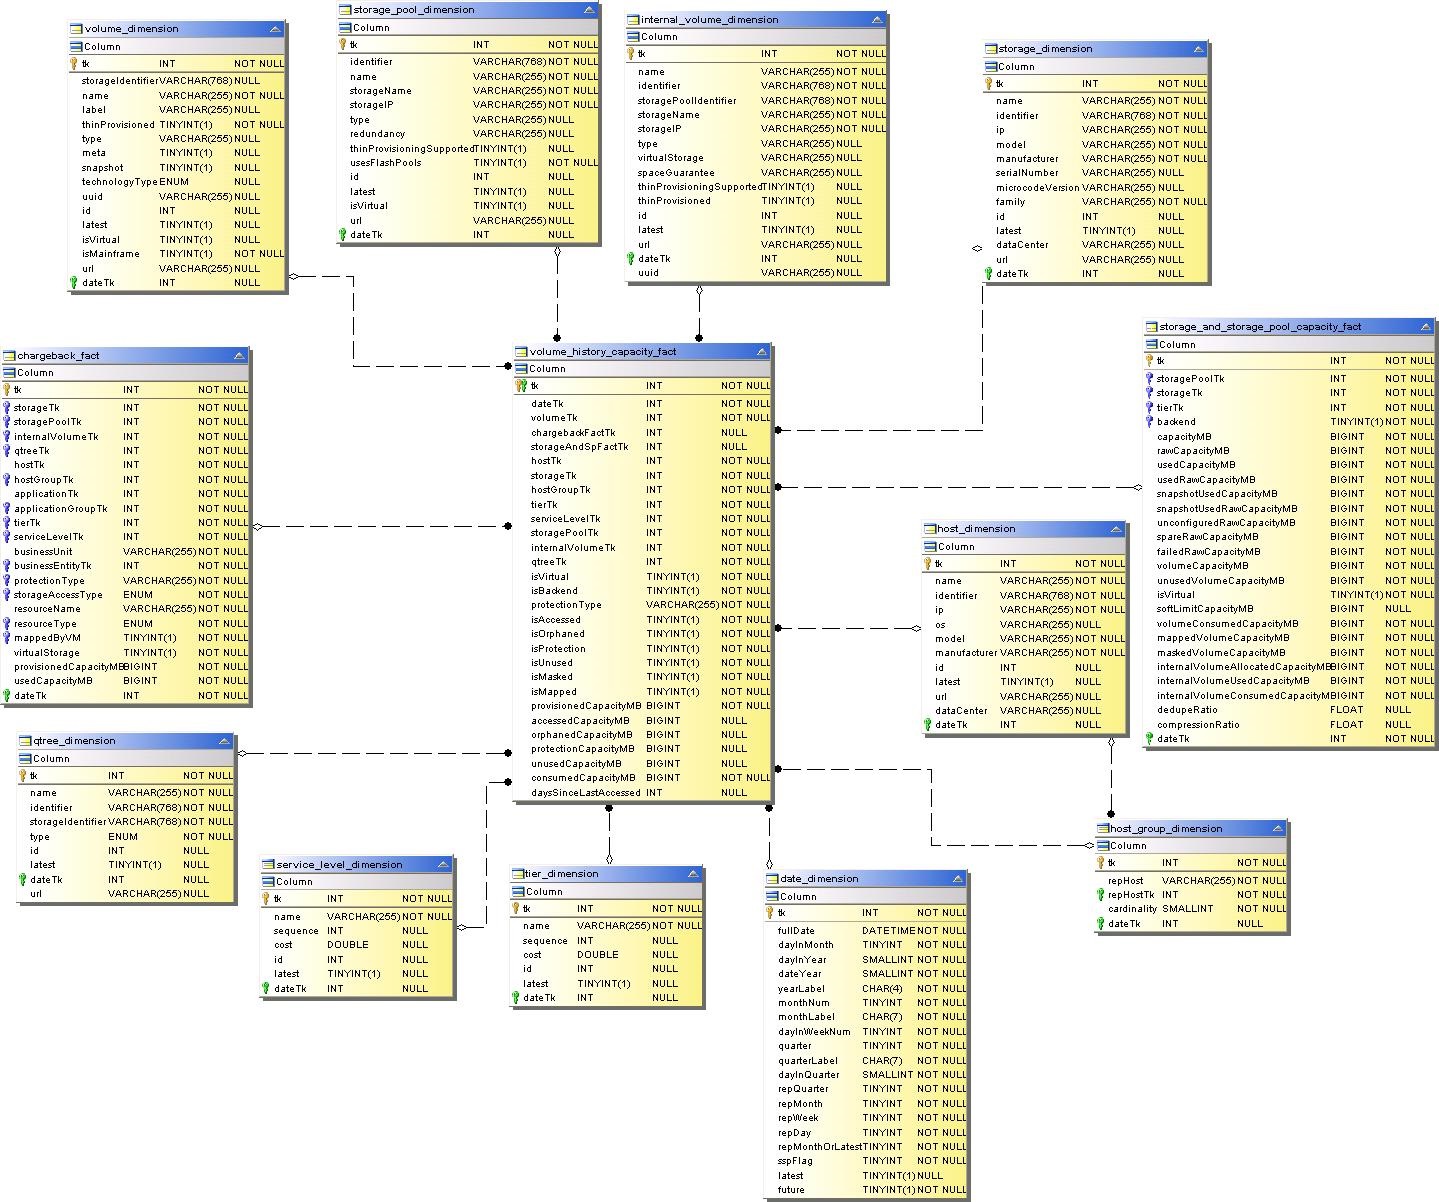 volume_dimension
Column
tk INT NOT NULL
storageIdentifier VARCHAR(768) NOT NULL
name VARCHAR(255) NOT NULL
label VARCHAR(255) NULL
thinProvisioned TINYINT(1) NOT NULL
type VARCHAR(255) NULL
meta TINYINT(1) NULL
snapshot TINYINT(1) NULL
technologyType ENUM NULL
uuid VARCHAR(255) NULL
id INT NULL
latest TINYINT(1) NULL
isVirtual TINYINT(1) NULL
isMainframe TINYINT(1) NOT NULL
url VARCHAR(255) NULL
dateTk INT NULL
storage_pool_dimension
Column
tk INT NOT NULL
identifier VARCHAR(768) NOT NULL
name VARCHAR(255) NOT NULL
storageName VARCHAR(255) NOT NULL
storageIP VARCHAR(255) NOT NULL
type VARCHAR(255) NULL
redundancy VARCHAR(255) NULL
thinProvisioningSupported TINYINT(1) NULL
usesFlashPools TINYINT(1) NOT NULL
id INT NULL
latest TINYINT(1) NULL
isVirtual TINYINT(1) NULL
url VARCHAR(255) NULL
dateTk INT NULL
internal_volume_dimension
Column
tk INT NOT NULL
name VARCHAR(255) NOT NULL
identifier VARCHAR(768) NOT NULL
storagePoolIdentifier VARCHAR(768) NOT NULL
storageName VARCHAR(255) NOT NULL
storageIP VARCHAR(255) NOT NULL
type VARCHAR(255) NULL
virtualStorage VARCHAR(255) NULL
spaceGuarantee VARCHAR(255) NULL
thinProvisioningSupported TINYINT(1) NULL
thinProvisioned TINYINT(1) NULL
id INT NULL
latest TINYINT(1) NULL
url VARCHAR(255) NULL
dateTk INT NULL
uuid VARCHAR(255) NULL
storage_dimension
Column
tk INT NOT NULL
name VARCHAR(255) NOT NULL
identifier VARCHAR(768) NOT NULL
ip VARCHAR(255) NOT NULL
model VARCHAR(255) NOT NULL
manufacturer VARCHAR(255) NOT NULL
serialNumber VARCHAR(255) NULL
microcodeVersion VARCHAR(255) NULL
family VARCHAR(255) NOT NULL
id INT NULL
latest TINYINT(1) NULL
dataCenter VARCHAR(255) NULL
url VARCHAR(255) NULL
dateTk INT NULL
chargeback_fact
Column
tk INT NOT NULL
storageTk INT NOT NULL
storagePoolTk INT NOT NULL
internalVolumeTk INT NOT NULL
qtreeTk INT NOT NULL
hostTk INT NOT NULL
hostGroupTk INT NOT NULL
applicationTk INT NOT NULL
applicationGroupTk INT NOT NULL
tierTk INT NOT NULL
serviceLevelTk INT NOT NULL
businessUnit VARCHAR(255) NOT NULL
businessEntityTk INT NOT NULL
protectionType VARCHAR(255) NOT NULL
storageAccessType ENUM NOT NULL
resourceName VARCHAR(255) NOT NULL
resourceType ENUM NOT NULL
mappedByVM TINYINT(1) NOT NULL
virtualStorage TINYINT(1) NOT NULL
provisionedCapacityMB BIGINT NOT NULL
usedCapacityMB BIGINT NOT NULL
dateTk INT NOT NULL
volume_history_capacity_fact
Column
tk INT NOT NULL
dateTk INT NOT NULL
volumeTk INT NOT NULL
chargebackFactTk INT NULL
storageAndSpFactTk INT NULL
hostTk INT NOT NULL
storageTk INT NOT NULL
hostGroupTk INT NOT NULL
tierTk INT NOT NULL
serviceLevelTk INT NOT NULL
storagePoolTk INT NOT NULL
internalVolumeTk INT NOT NULL
qtreeTk INT NOT NULL
isVirtual TINYINT(1) NOT NULL
isBackend TINYINT(1) NOT NULL
protectionType VARCHAR(255) NOT NULL
isAccessed TINYINT(1) NOT NULL
isOrphaned TINYINT(1) NOT NULL
isProtection TINYINT(1) NOT NULL
isUnused TINYINT(1) NOT NULL
isMasked TINYINT(1) NOT NULL
isMapped TINYINT(1) NOT NULL
provisionedCapacityMB BIGINT NOT NULL
accessedCapacityMB BIGINT NULL
orphanedCapacityMB BIGINT NULL
protectionCapacityMB BIGINT NULL
unusedCapacityMB BIGINT NULL
consumedCapacityMB BIGINT NOT NULL
daysSinceLastAccessed INT NULL
storage_and_storage_pool_capacity_fact
Column
tk INT NOT NULL
storagePoolTk INT NOT NULL
storageTk INT NOT NULL
tierTk INT NOT NULL
backend TINYINT(1) NOT NULL
capacityMB BIGINT NOT NULL
rawCapacityMB BIGINT NOT NULL
usedCapacityMB BIGINT NOT NULL
usedRawCapacityMB BIGINT NOT NULL
snapshotUsedCapacityMB BIGINT NOT NULL
snapshotUsedRawCapacityMB BIGINT NOT NULL
unconfiguredRawCapacityMB BIGINT NOT NULL
spareRawCapacityMB BIGINT NOT NULL
failedRawCapacityMB BIGINT NOT NULL
volumeCapacityMB BIGINT NOT NULL
unusedVolumeCapacityMB BIGINT NOT NULL
isVirtual TINYINT(1) NOT NULL
softLimitCapacityMB BIGINT NULL
volumeConsumedCapacityMB BIGINT NOT NULL
mappedVolumeCapacityMB BIGINT NOT NULL
maskedVolumeCapacityMB BIGINT NOT NULL
internalVolumeAllocatedCapacityMB BIGINT NOT NULL
internalVolumeUsedCapacityMB BIGINT NOT NULL
internalVolumeConsumedCapacityMB BIGINT NOT NULL
dedupeRatio FLOAT NULL
compressionRatio FLOAT NULL
dateTk INT NOT NULL
host_dimension
Column
tk INT NOT NULL
name VARCHAR(255) NOT NULL
identifier VARCHAR(768) NOT NULL
ip VARCHAR(255) NOT NULL
os VARCHAR(255) NULL
model VARCHAR(255) NOT NULL
manufacturer VARCHAR(255) NOT NULL
id INT NULL
latest TINYINT(1) NULL
url VARCHAR(255) NULL
dataCenter VARCHAR(255) NULL
dateTk INT NULL
qtree_dimension
Column
tk INT NOT NULL
name VARCHAR(255) NOT NULL
identifier VARCHAR(768) NOT NULL
storageIdentifier VARCHAR(768) NOT NULL
type ENUM NOT NULL
id INT NULL
latest TINYINT(1) NULL
dateTk INT NULL
url VARCHAR(255) NULL
service_level_dimension
Column
tk INT NOT NULL
name VARCHAR(255) NOT NULL
sequence INT NULL
cost DOUBLE NULL
id INT NULL
latest TINYINT(1) NULL
dateTk INT NULL
tier_dimension
Column
tk INT NOT NULL
name VARCHAR(255) NOT NULL
sequence INT NULL
cost DOUBLE NULL
id INT NULL
latest TINYINT(1) NULL
dateTk INT NULL
date_dimension
Column
tk INT NOT NULL
fullDate DATETIME NOT NULL
dayInMonth TINYINT NOT NULL
dayInYear SMALLINT NOT NULL
dateYear SMALLINT NOT NULL
yearLabel CHAR(4) NOT NULL
monthNum TINYINT NOT NULL
monthLabel CHAR(7) NOT NULL
dayInWeekNum TINYINT NOT NULL
quarter TINYINT NOT NULL
quarterLabel CHAR(7) NOT NULL
dayInQuarter SMALLINT NOT NULL
repQuarter TINYINT NOT NULL
repMonth TINYINT NOT NULL
repWeek TINYINT NOT NULL
repDay TINYINT NOT NULL
repMonthOrLatest TINYINT NOT NULL
sspFlag TINYINT NOT NULL
latest TINYINT(1) NULL
future TINYINT(1) NOT NULL
host_group_dimension
Column
tk INT NOT NULL
repHost VARCHAR(255) NOT NULL
repHostTk INT NOT NULL
cardinality SMALLINT NOT NULL
dateTk INT NULL